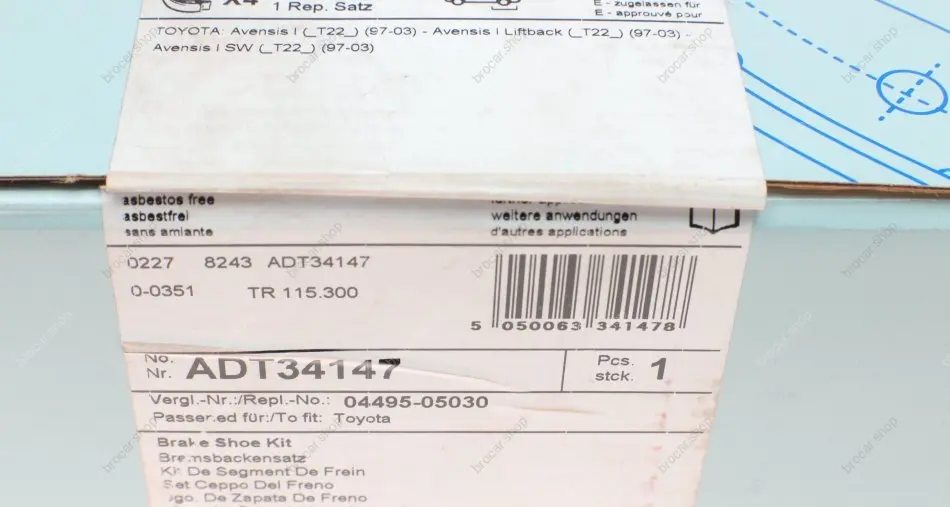 X4
1 Rep. Satz
E - zugelassen für
E - approuvé pour
TOYOTA: Avensis I (_T22_) (97-03) - Avensis I Liftback (_T22_) (97-03) -
Avensis I SW (_T22_) (97-03)
asbestos free
asbestfrei
sans amiante
weitere anwendungen
d'autres applications
0227 8243 ADT34147
0-0351 TR 115.300
5 050063 341478
No.
Nr. ADT34147
Pcs.
stck. 1
Vergl.-Nr.:/Repl.-No.: 04495-05030
Passend für:/To fit: Toyota
Brake Shoe Kit
Bremsbackensatz
Kit De Segment De Frein
Set Ceppo Del Freno
De Zapata De Freno
brocar.shop